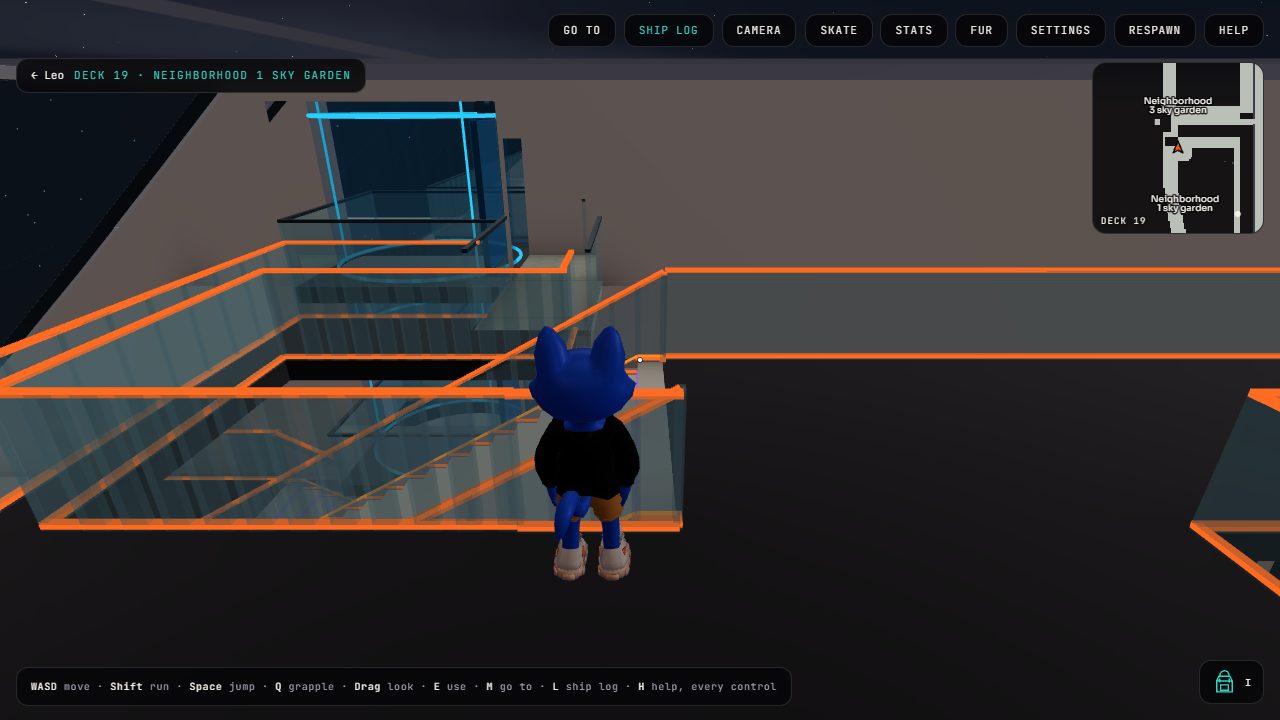 GO TO
SHIP LOG
CAMERA
SKATE
STATS
FUR
SETTINGS
RESPAWN
HELP
← Leo DECK 19 · NEIGHBORHOOD 1 SKY GARDEN
Neighborhood
3 sky garden
Neighborhood
1 sky garden
DECK 19
WASD move · Shift run · Space jump · Q grapple · Drag look · E use · M go to · L ship log · H help, every control
I